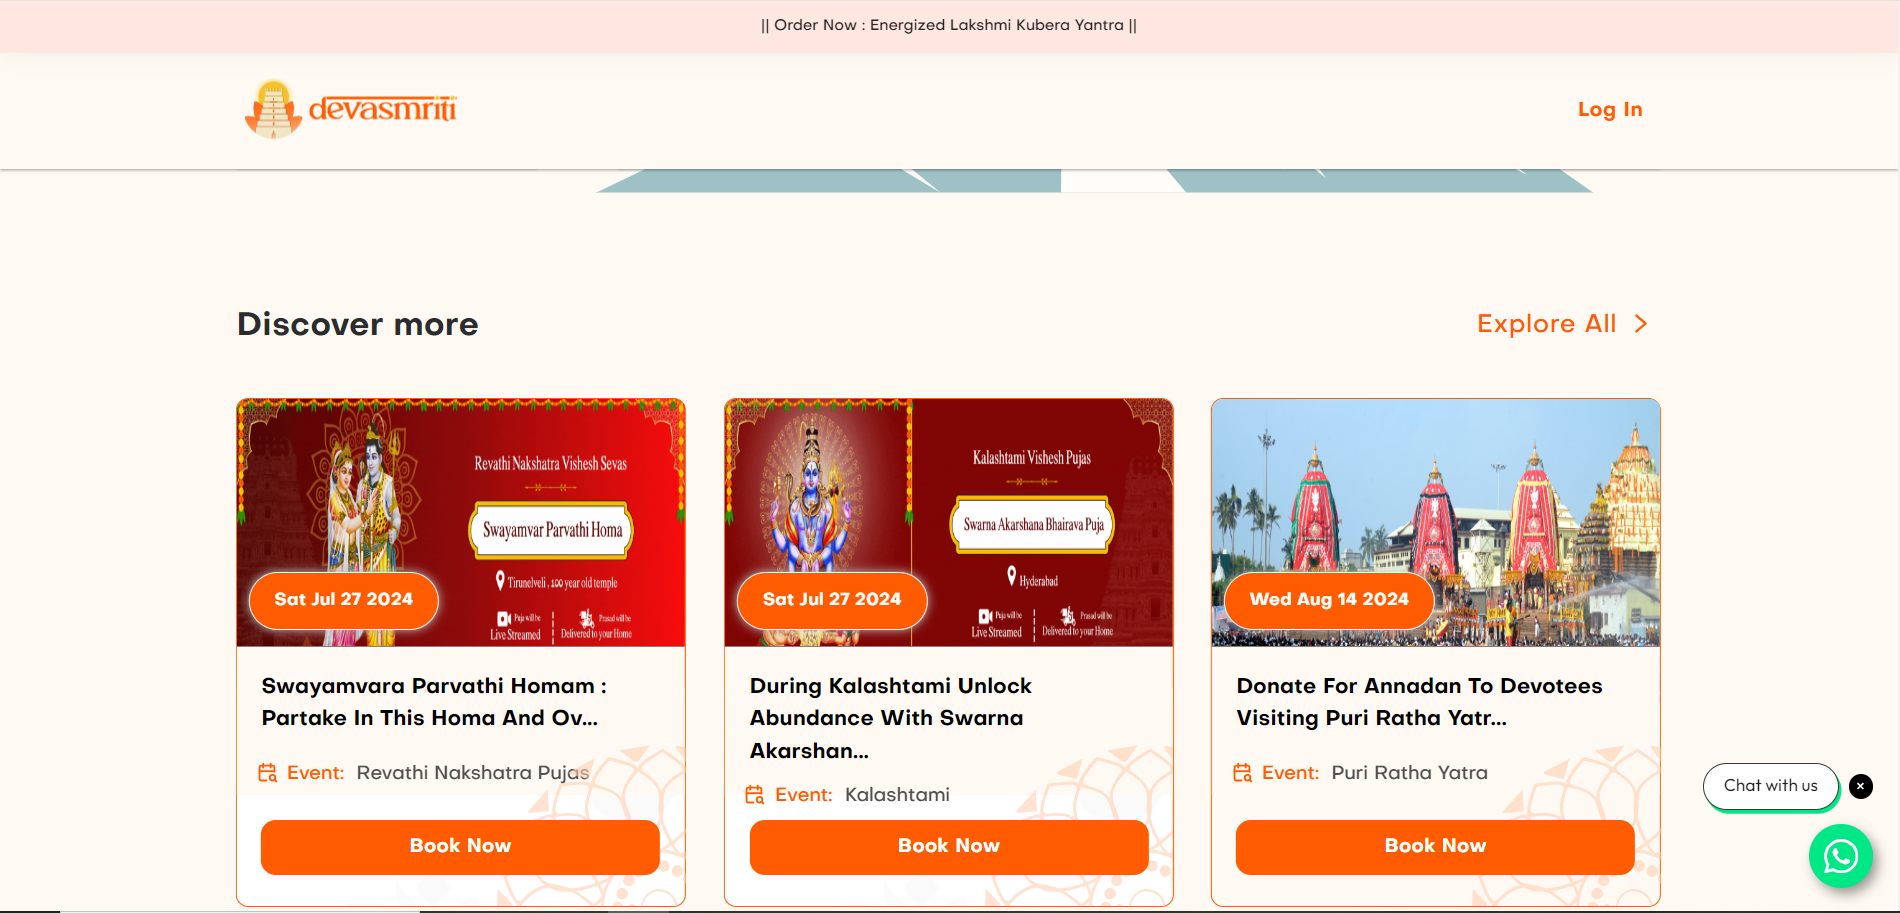 || Order Now : Energized Lakshmi Kubera Yantra ||
devasmriti
Log In
Discover more
Explore All
Revathi Nakshatra Vishesh Sevas
Swayamvar Parvathi Homa
Tirunelveli , 100 year old temple
Puja will be
Live Streamed
Prasad will be
Delivered to your Home
Sat Jul 27 2024
Swayamvara Parvathi Homam :
Partake In This Homa And Ov...
Event: Revathi Nakshatra Pujas
Book Now
Kalashtami Vishesh Pujas
Swarna Akarshana Bhairava Puja
Hyderabad
Puja will be
Live Streamed
Prasad will be
Delivered to your Home
Sat Jul 27 2024
During Kalashtami Unlock
Abundance With Swarna
Akarshan...
Event: Kalashtami
Book Now
Wed Aug 14 2024
Donate For Annadan To Devotees
Visiting Puri Ratha Yatr...
Event: Puri Ratha Yatra
Book Now
Chat with us